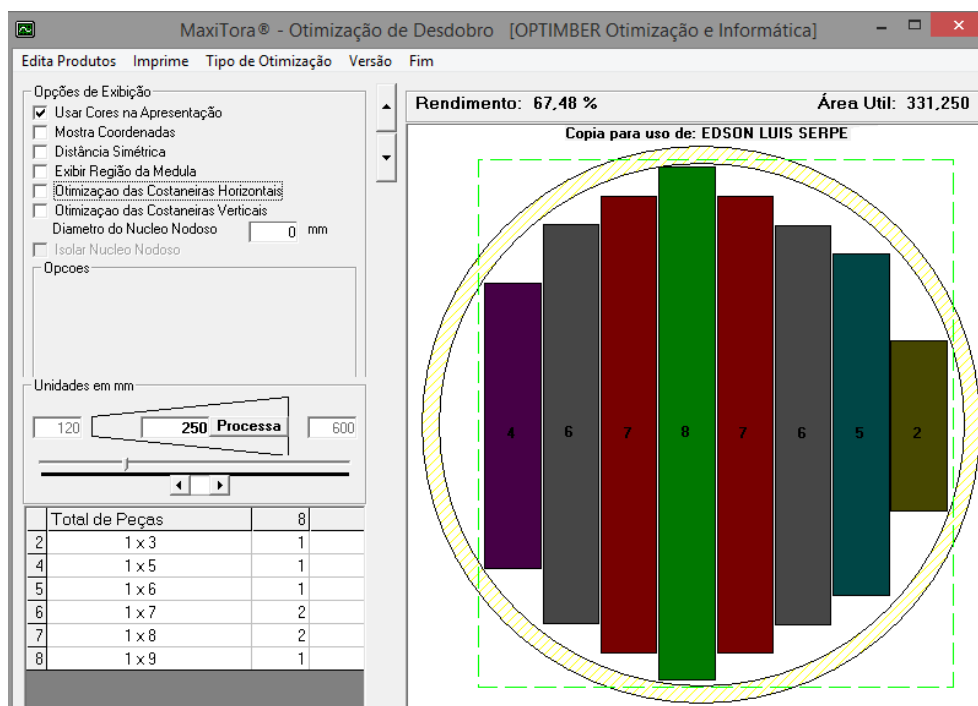 MaxiTora® - Otimização de Desdobro [OPTIMBER Otimização e Informática]
Edita Produtos Imprime Tipo de Otimização Versão Fim
Opções de Exibição
Usar Cores na Apresentação
Mostra Coordenadas
Distância Simétrica
Exibir Região da Medula
Otimizaçao das Costaneiras Horizontais
Otimizaçao das Costaneiras Verticais
Diametro do Nucleo Nodoso 0 mm
Isolar Nucleo Nodoso
Opcoes
Unidades em mm
120 250 Processa 600
Total de Peças 8
2 1 x 3 1
4 1 x 5 1
5 1 x 6 1
6 1 x 7 2
7 1 x 8 2
8 1 x 9 1
Rendimento: 67,48 % Área Util: 331,250
Copia para uso de: EDSON LUIS SERPE
4 6 7 8 7 6 5 2